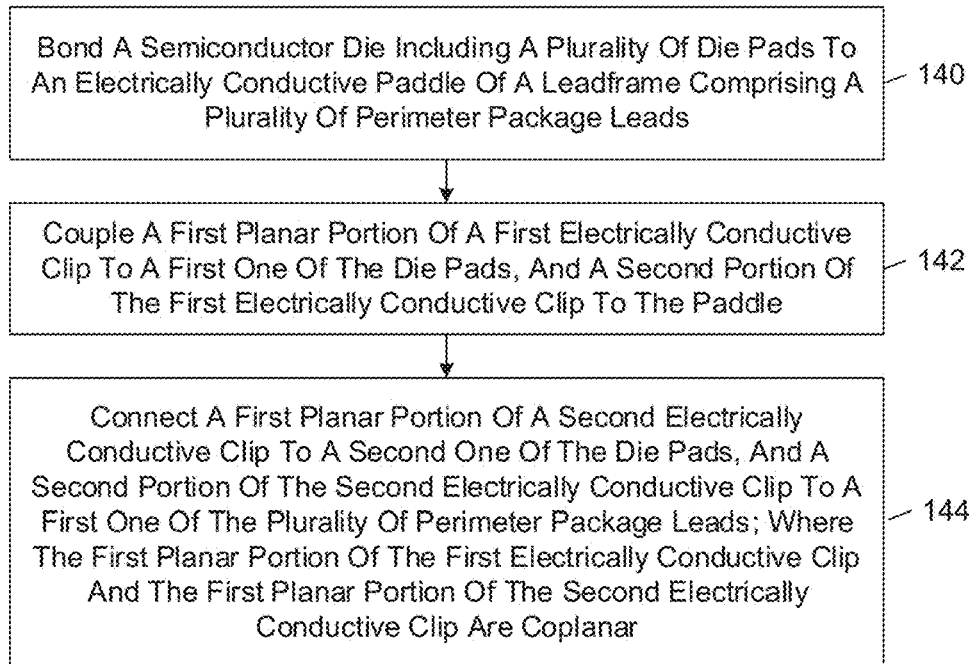 Bond A Semiconductor Die Including A Plurality Of Die Pads To
An Electrically Conductive Paddle Of A Leadframe Comprising A
Plurality Of Perimeter Package Leads
140
Couple A First Planar Portion Of A First Electrically Conductive
Clip To A First One Of The Die Pads, And A Second Portion Of
The First Electrically Conductive Clip To The Paddle
142
Connect A First Planar Portion Of A Second Electrically
Conductive Clip To A Second One Of The Die Pads, And A
Second Portion Of The Second Electrically Conductive Clip To A
First One Of The Plurality Of Perimeter Package Leads; Where
The First Planar Portion Of The First Electrically Conductive Clip
And The First Planar Portion Of The Second Electrically
Conductive Clip Are Coplanar
144